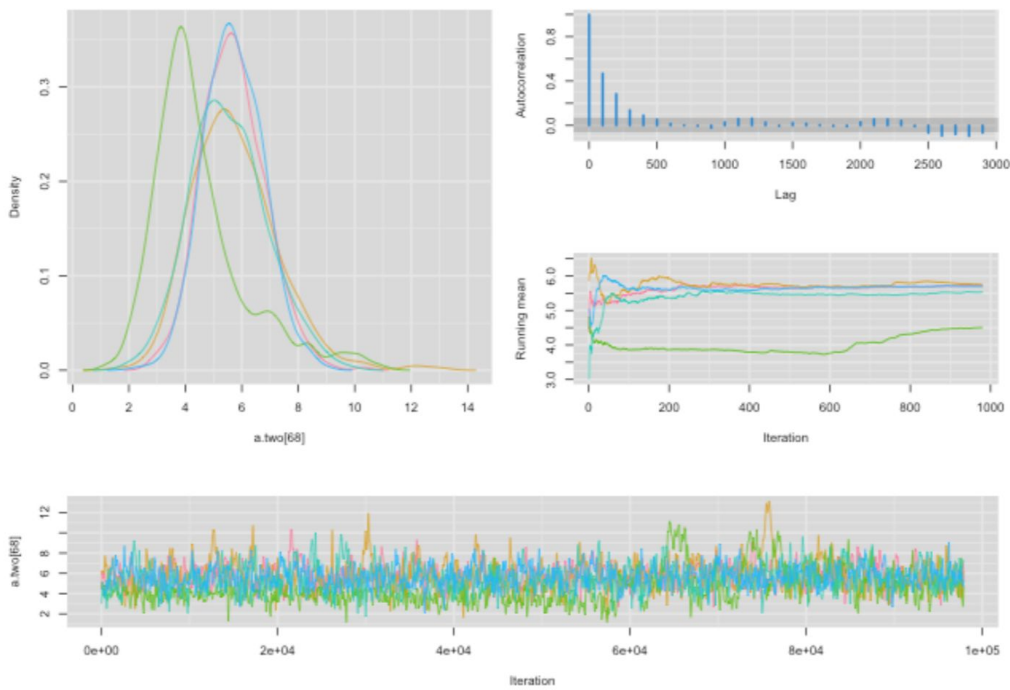 Density
0.3
0.2
0.1
0.0
0 2 4 6 8 10 12 14
a.two[68]
Autocorrelation
0.8
0.4
0.0
0 500 1000 1500 2000 2500 3000
Lag
Running mean
6.0
5.0
4.0
3.0
0 200 400 600 800 1000
Iteration
a.two[68]
12
8
6
4
2
0e+00 2e+04 4e+04 6e+04 8e+04 1e+05
Iteration